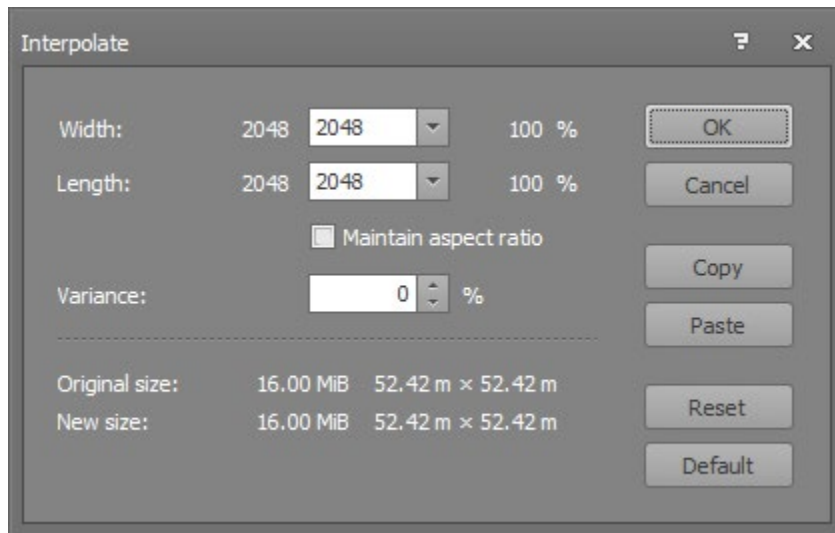 Interpolate ? x
Width: 2048 2048 100 % OK
Length: 2048 2048 100 % Cancel
Maintain aspect ratio
Copy
Variance: 0 %
Paste
Original size: 16.00 MiB 52.42 m × 52.42 m
New size: 16.00 MiB 52.42 m × 52.42 m
Reset
Default